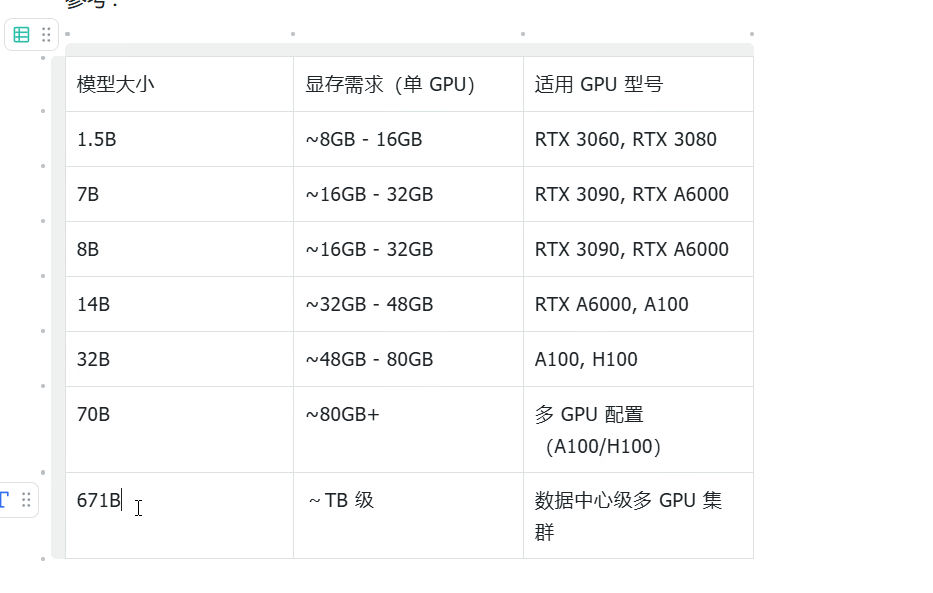 参考：
模型大小 显存需求（单 GPU） 适用 GPU 型号
1.5B ~8GB - 16GB RTX 3060, RTX 3080
7B ~16GB - 32GB RTX 3090, RTX A6000
8B ~16GB - 32GB RTX 3090, RTX A6000
14B ~32GB - 48GB RTX A6000, A100
32B ~48GB - 80GB A100, H100
70B ~80GB+ 多 GPU 配置
（A100/H100）
671B ～TB 级 数据中心级多 GPU 集
群